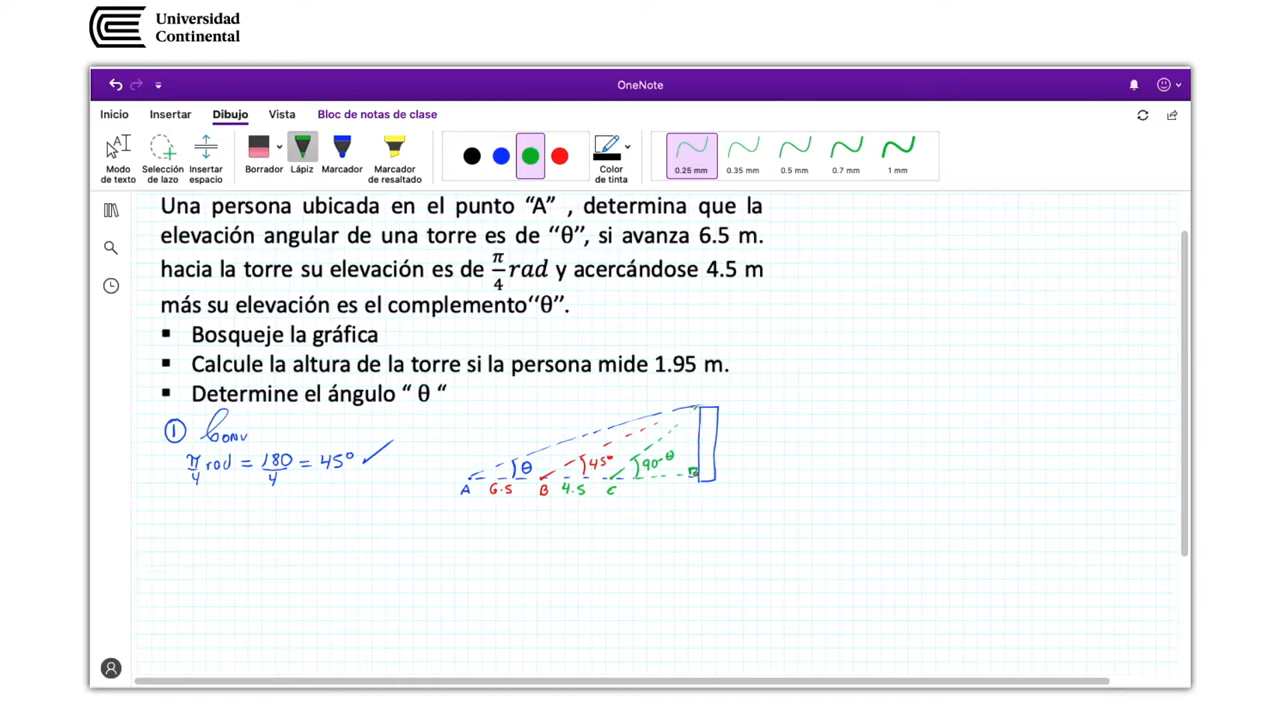 Universidad
Continental
OneNote
Inicio Insertar Dibujo Vista Bloc de notas de clase
Modo de texto Selección de lazo Insertar espacio Borrador Lápiz Marcador Marcador de resaltado Color de tinta 0.25 mm 0.35 mm 0.5 mm 0.7 mm 1 mm
Una persona ubicada en el punto “A” , determina que la
elevación angular de una torre es de “θ”, si avanza 6.5 m.
hacia la torre su elevación es de π/4 rad y acercándose 4.5 m
más su elevación es el complemento“θ”.
▪ Bosqueje la gráfica
▪ Calcule la altura de la torre si la persona mide 1.95 m.
▪ Determine el ángulo “ θ “
① Conv
π/4 rad = 180/4 = 45° ✓
θ 45° 90-θ
A 6.5 B 4.5 C